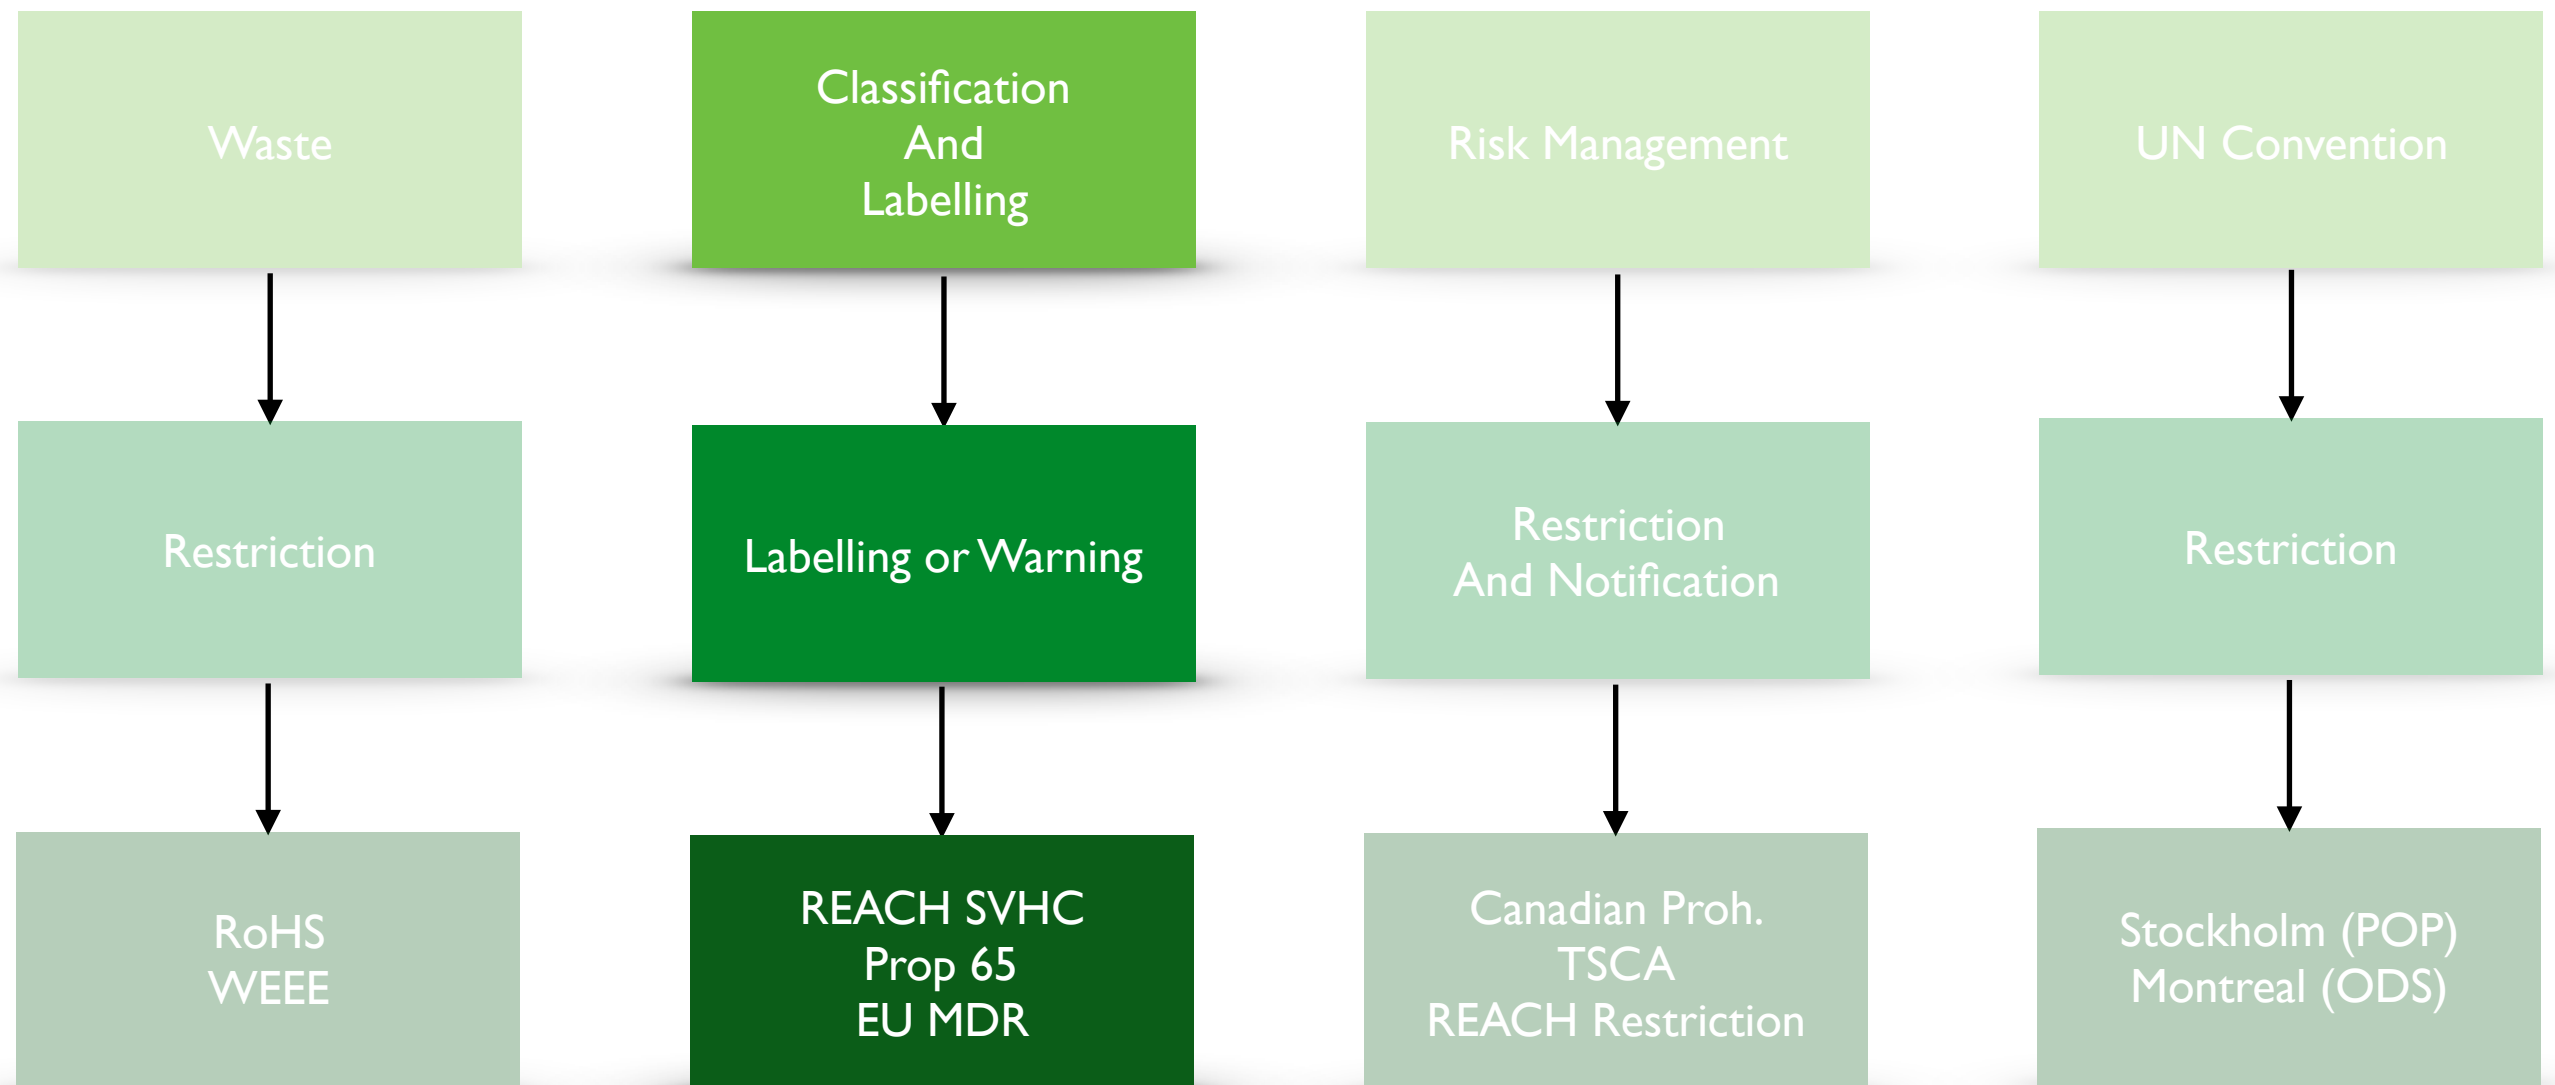 Waste
Classification
And
Labelling
Risk Management
UN Convention
Restriction
Labelling or Warning
Restriction
And Notification
Restriction
RoHS
WEEE
REACH SVHC
Prop 65
EU MDR
Canadian Proh.
TSCA
REACH Restriction
Stockholm (POP)
Montreal (ODS)